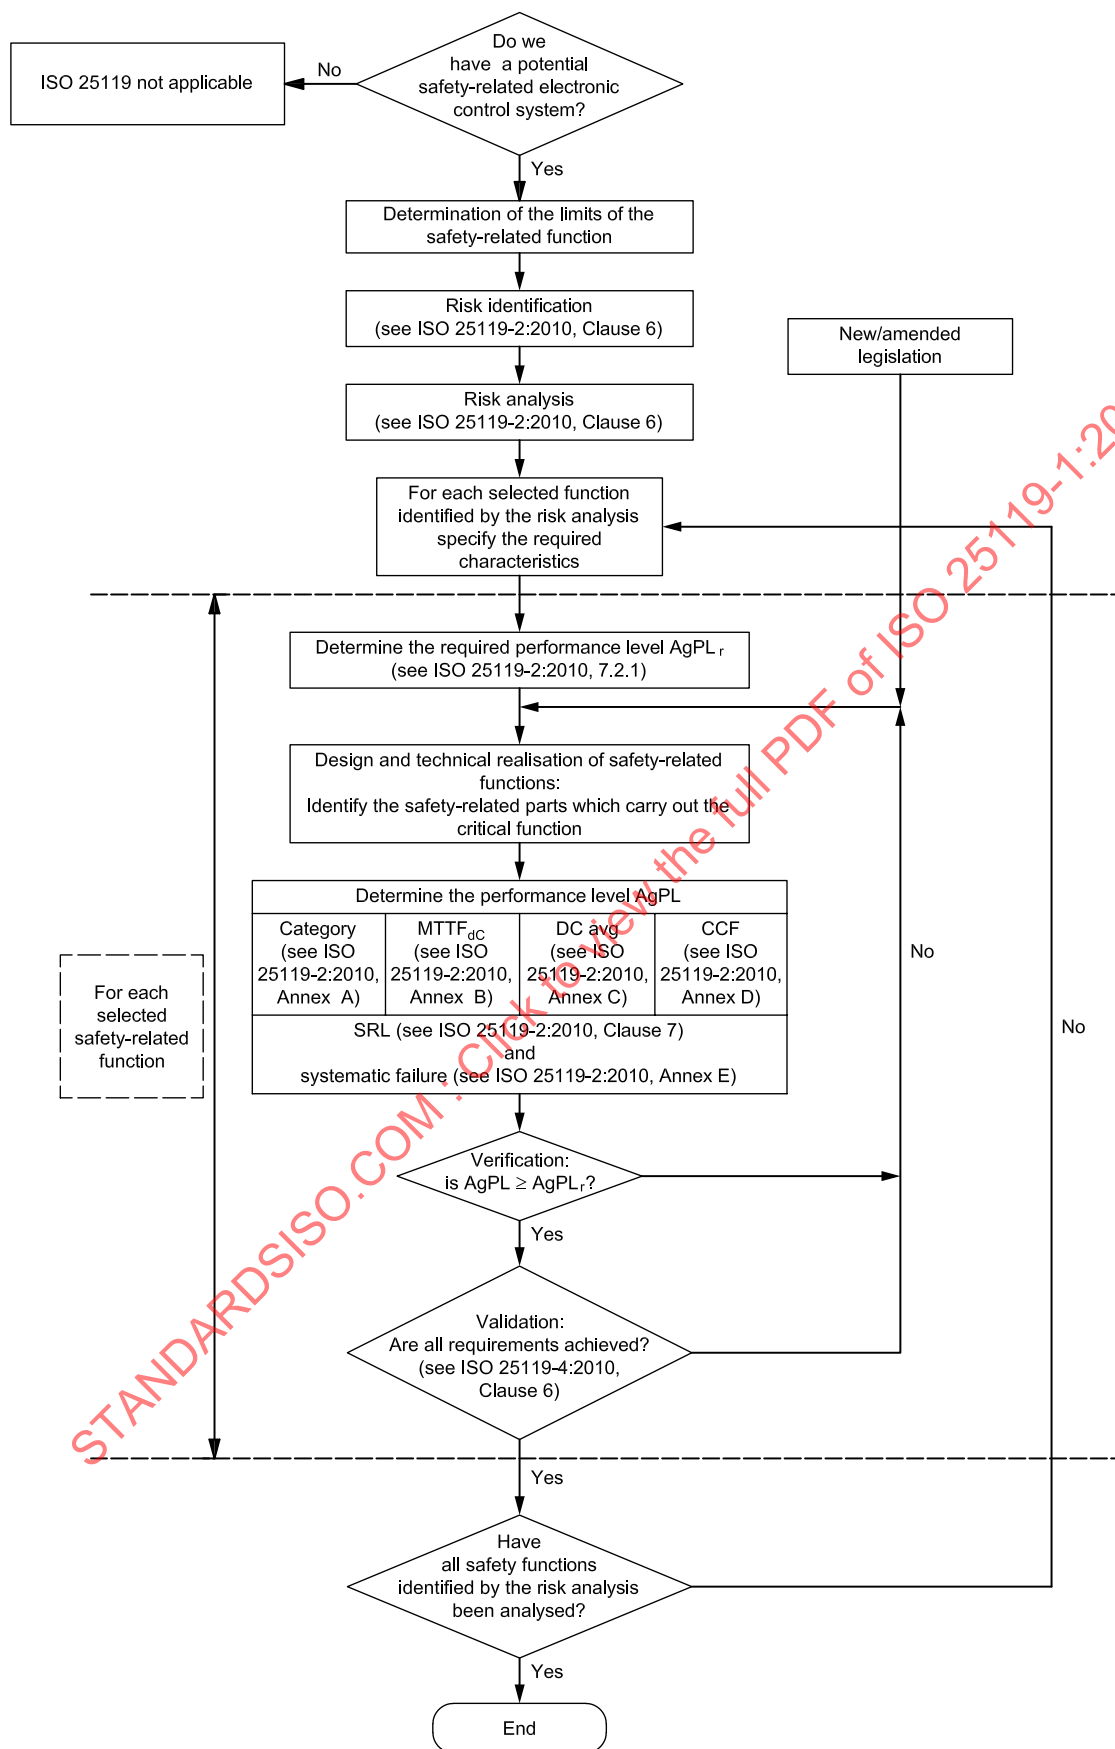 Do we
have a potential
safety-related electronic
control system?
No
ISO 25119 not applicable
Yes
Determination of the limits of the
safety-related function
Risk identification
(see ISO 25119-2:2010, Clause 6)
New/amended
legislation
Risk analysis
(see ISO 25119-2:2010, Clause 6)
For each selected function
identified by the risk analysis
specify the required
characteristics
Determine the required performance level AgPLr
(see ISO 25119-2:2010, 7.2.1)
Design and technical realisation of safety-related
functions:
Identify the safety-related parts which carry out the
critical function
Determine the performance level AgPL
Category
(see ISO
25119-2:2010,
Annex A)
MTTFdC
(see ISO
25119-2:2010,
Annex B)
DC avg
(see ISO
25119-2:2010,
Annex C)
CCF
(see ISO
25119-2:2010,
Annex D)
No
For each
selected
safety-related
function
No
SRL (see ISO 25119-2:2010, Clause 7)
and
systematic failure (see ISO 25119-2:2010, Annex E)
Verification:
is AgPL ≥ AgPLr?
Yes
Validation:
Are all requirements achieved?
(see ISO 25119-4:2010,
Clause 6)
Yes
Have
all safety functions
identified by the risk analysis
been analysed?
Yes
End
STANDARDSISO.COM : Click to view the full PDF of ISO 25119-1:20